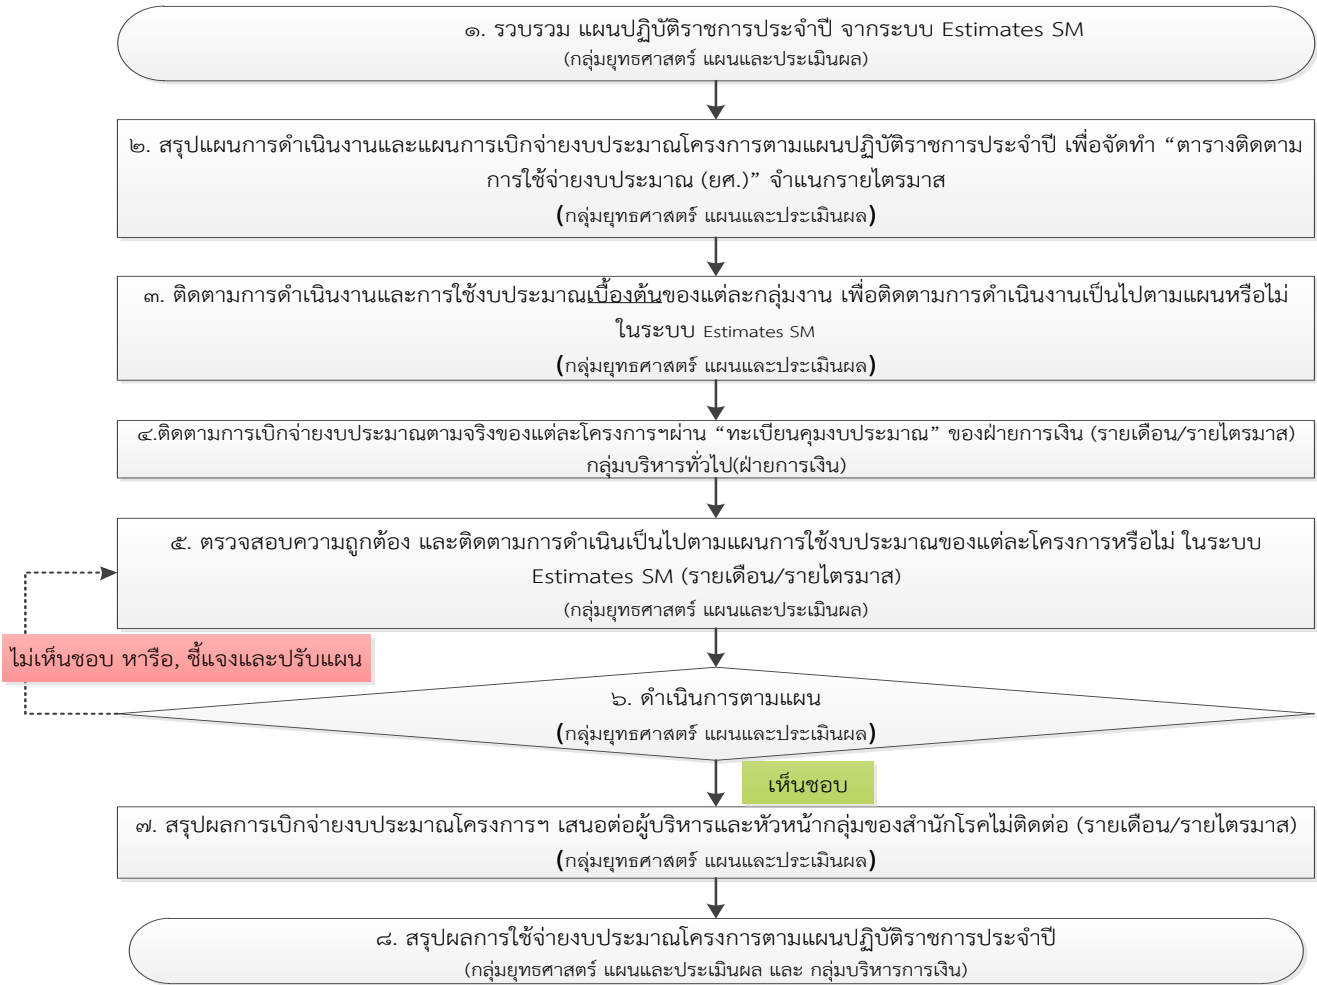 ๑. รวบรวม แผนปฏิบัติราชการประจำปี จากระบบ Estimates SM
(กลุ่มยุทธศาสตร์ แผนและประเมินผล)
๒. สรุปแผนการดำเนินงานและแผนการเบิกจ่ายงบประมาณโครงการตามแผนปฏิบัติราชการประจำปี เพื่อจัดทำ “ตารางติดตาม
การใช้จ่ายงบประมาณ (ยศ.)” จำแนกรายไตรมาส
(กลุ่มยุทธศาสตร์ แผนและประเมินผล)
๓. ติดตามการดำเนินงานและการใช้งบประมาณเบื้องต้นของแต่ละกลุ่มงาน เพื่อติดตามการดำเนินงานเป็นไปตามแผนหรือไม่
ในระบบ Estimates SM
(กลุ่มยุทธศาสตร์ แผนและประเมินผล)
๔.ติดตามการเบิกจ่ายงบประมาณตามจริงของแต่ละโครงการฯผ่าน “ทะเบียนคุมงบประมาณ” ของฝ่ายการเงิน (รายเดือน/รายไตรมาส)
กลุ่มบริหารทั่วไป(ฝ่ายการเงิน)
๕. ตรวจสอบความถูกต้อง และติดตามการดำเนินเป็นไปตามแผนการใช้งบประมาณของแต่ละโครงการหรือไม่ ในระบบ
Estimates SM (รายเดือน/รายไตรมาส)
(กลุ่มยุทธศาสตร์ แผนและประเมินผล)
ไม่เห็นชอบ หารือ, ชี้แจงและปรับแผน
๖. ดำเนินการตามแผน
(กลุ่มยุทธศาสตร์ แผนและประเมินผล)
เห็นชอบ
๗. สรุปผลการเบิกจ่ายงบประมาณโครงการฯ เสนอต่อผู้บริหารและหัวหน้ากลุ่มของสำนักโรคไม่ติดต่อ (รายเดือน/รายไตรมาส)
(กลุ่มยุทธศาสตร์ แผนและประเมินผล)
๘. สรุปผลการใช้จ่ายงบประมาณโครงการตามแผนปฏิบัติราชการประจำปี
(กลุ่มยุทธศาสตร์ แผนและประเมินผล และ กลุ่มบริหารการเงิน)